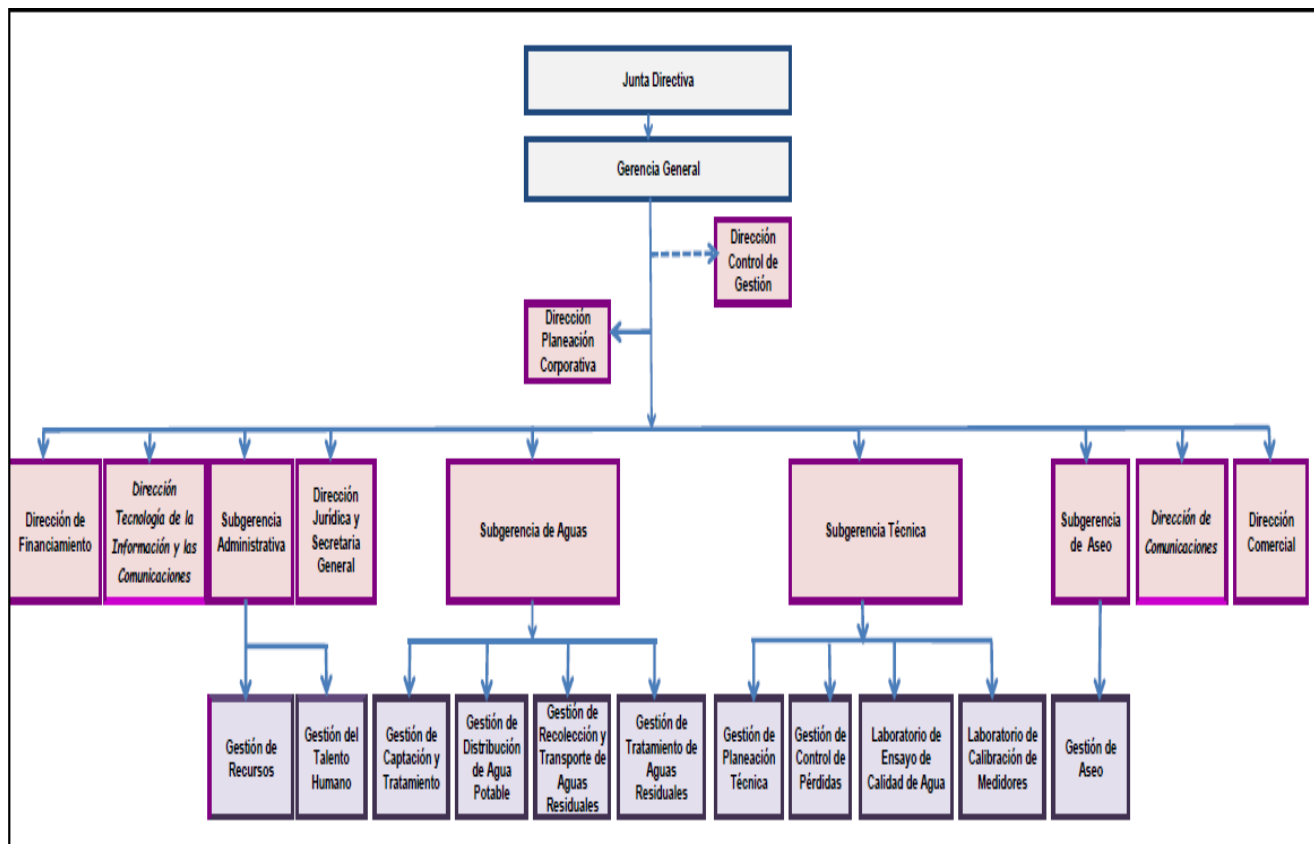 Junta Directiva
Gerencia General
Dirección
Control de
Gestión
Dirección
Planeación
Corporativa
Dirección de
Financiamiento
Dirección
Tecnología de la
Información y las
Comunicaciones
Subgerencia
Administrativa
Dirección
Jurídica y
Secretaria
General
Subgerencia de Aguas
Subgerencia Técnica
Subgerencia
de Aseo
Dirección de
Comunicaciones
Dirección
Comercial
Gestión de
Recursos
Gestión del
Talento
Humano
Gestión de
Captación y
Tratamiento
Gestión de
Distribución
de Agua
Potable
Gestión de
Recolección y
Transporte de
Aguas
Residuales
Gestión de
Tratamiento de
Aguas
Residuales
Gestión de
Planeación
Técnica
Gestión de
Control de
Pérdidas
Laboratorio de
Ensayo de
Calidad de Agua
Laboratorio de
Calibración de
Medidores
Gestión de
Aseo